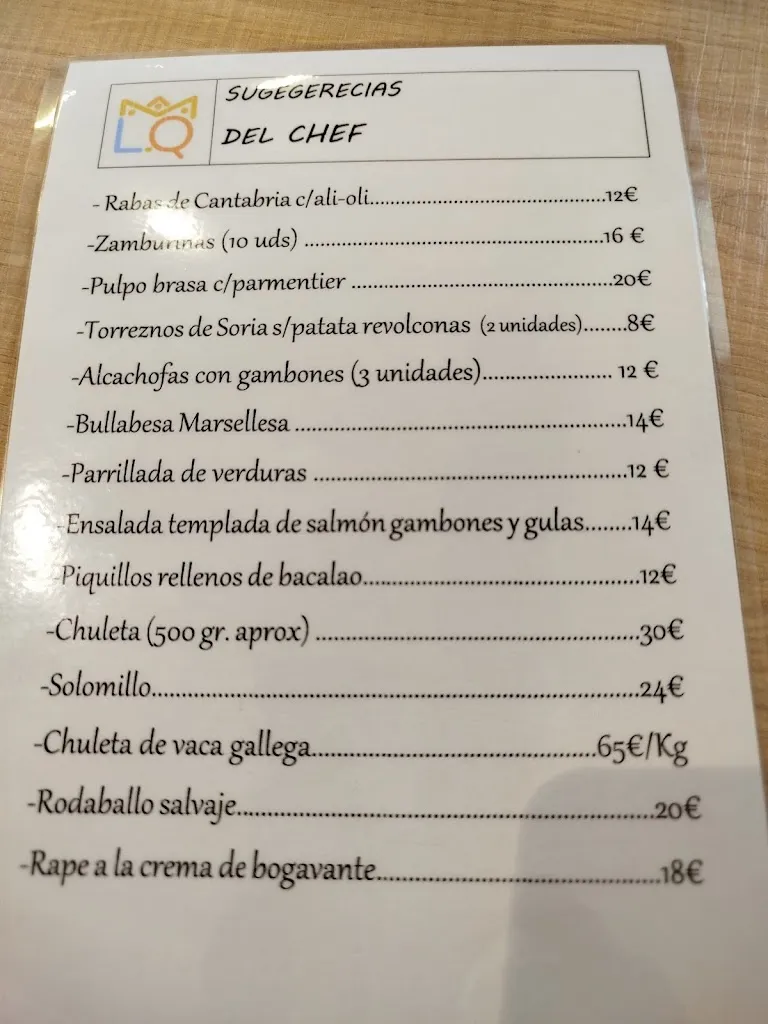 LQ
SUGEGERECIAS
DEL CHEF
- Rabas de Cantabria c/ali-oli..............................................12€
-Zamburinas (10 uds) .........................................................16 €
-Pulpo brasa c/parmentier .................................................20€
-Torreznos de Soria s/patata revolconas (2 unidades)........8€
-Alcachofas con gambones (3 unidades)......................... 12 €
-Bullabesa Marsellesa ..............................................................14€
-Parrillada de verduras ..........................................................12 €
-Ensalada templada de salmón gambones y gulas........14€
-Piquillos rellenos de bacalao................................................12€
-Chuleta (500 gr. aprox) .......................................................30€
-Solomillo.....................................................................................24€
-Chuleta de vaca gallega.................................................65€/Kg
-Rodaballo salvaje.....................................................................20€
-Rape a la crema de bogavante..............................................18€